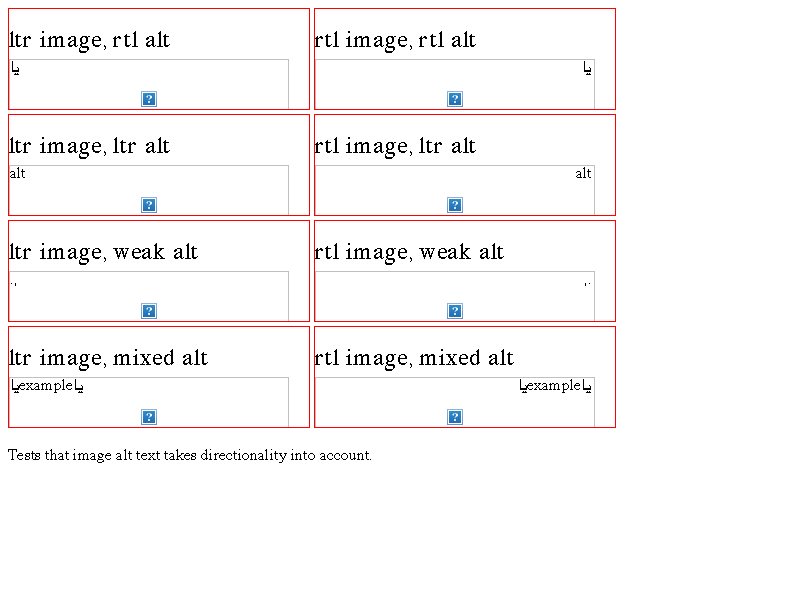 ltr image, rtl alt
يا
rtl image, rtl alt
يا
ltr image, ltr alt
alt
rtl image, ltr alt
alt
ltr image, weak alt
.,
rtl image, weak alt
,.
ltr image, mixed alt
ياexampleيا
rtl image, mixed alt
ياexampleيا
Tests that image alt text takes directionality into account.